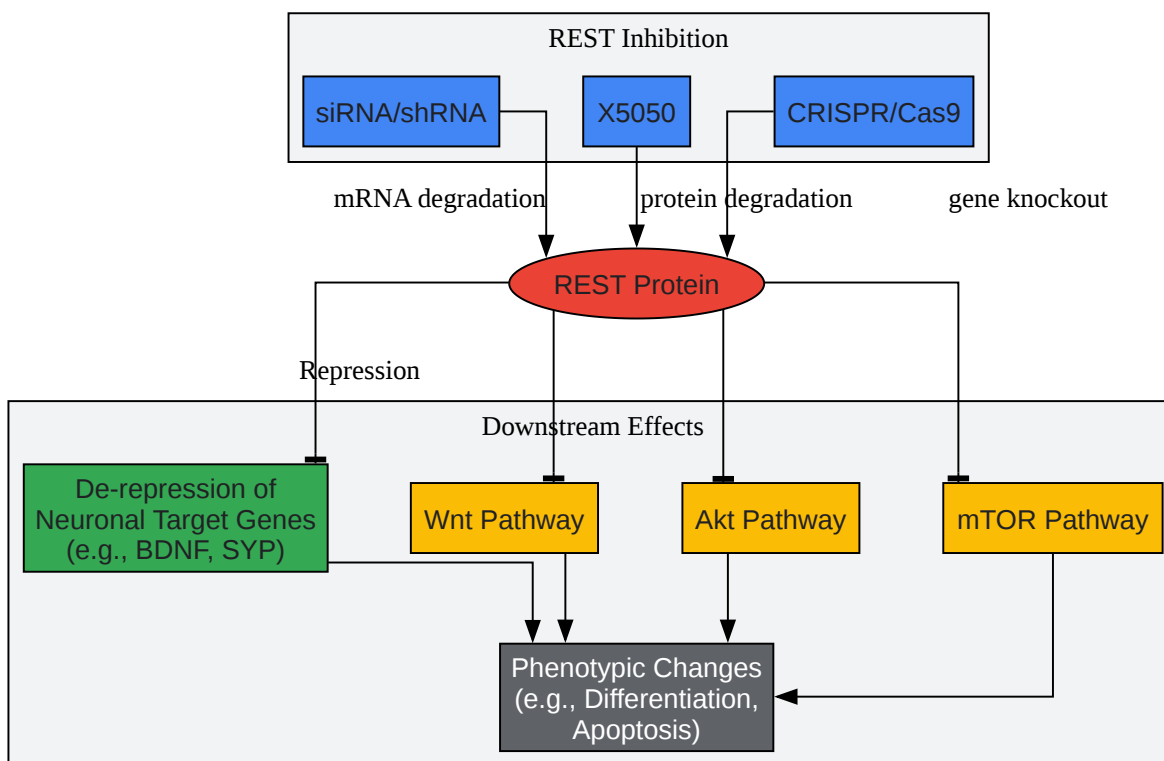 REST Inhibition
siRNA/shRNA
X5050
CRISPR/Cas9
mRNA degradation
protein degradation
gene knockout
REST Protein
Repression
Downstream Effects
De-repression of
Neuronal Target Genes
(e.g., BDNF, SYP)
Wnt Pathway
Akt Pathway
mTOR Pathway
Phenotypic Changes
(e.g., Differentiation,
Apoptosis)